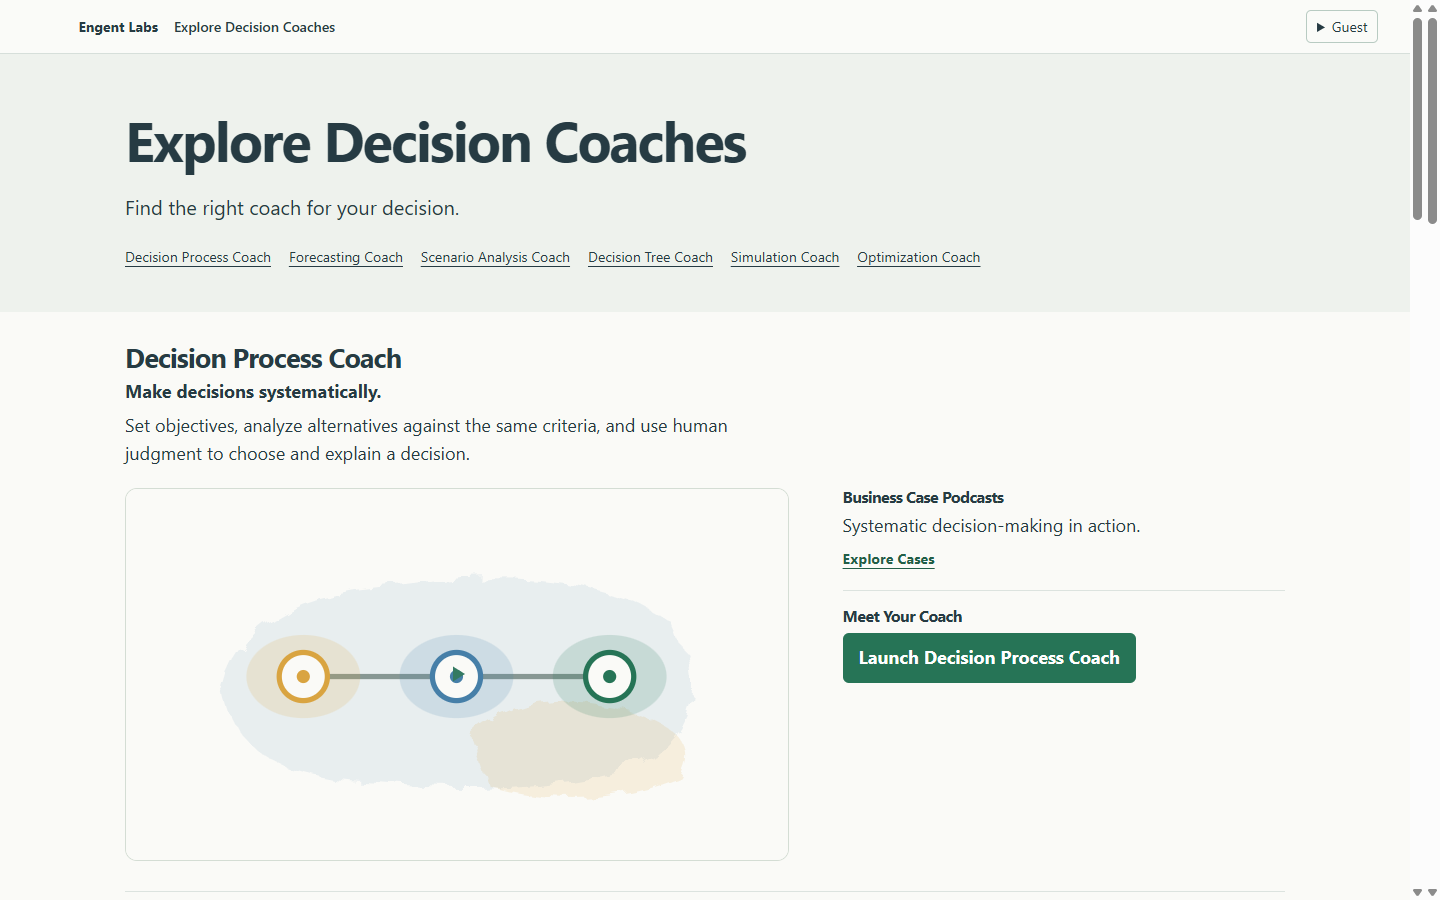 Engent Labs Explore Decision Coaches Guest
Explore Decision Coaches
Find the right coach for your decision.
Decision Process Coach Forecasting Coach Scenario Analysis Coach Decision Tree Coach Simulation Coach Optimization Coach
Decision Process Coach
Make decisions systematically.
Set objectives, analyze alternatives against the same criteria, and use human
judgment to choose and explain a decision.
Business Case Podcasts
Systematic decision-making in action.
Explore Cases
Meet Your Coach
Launch Decision Process Coach